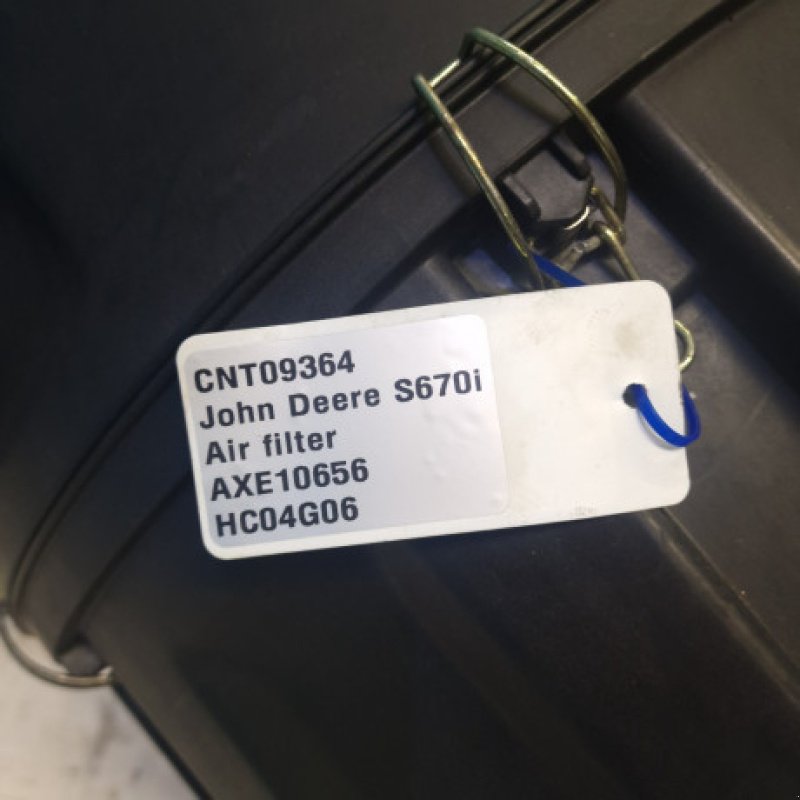 CNT09364
John Deere S670i
Air filter
AXE10656
HC04G06